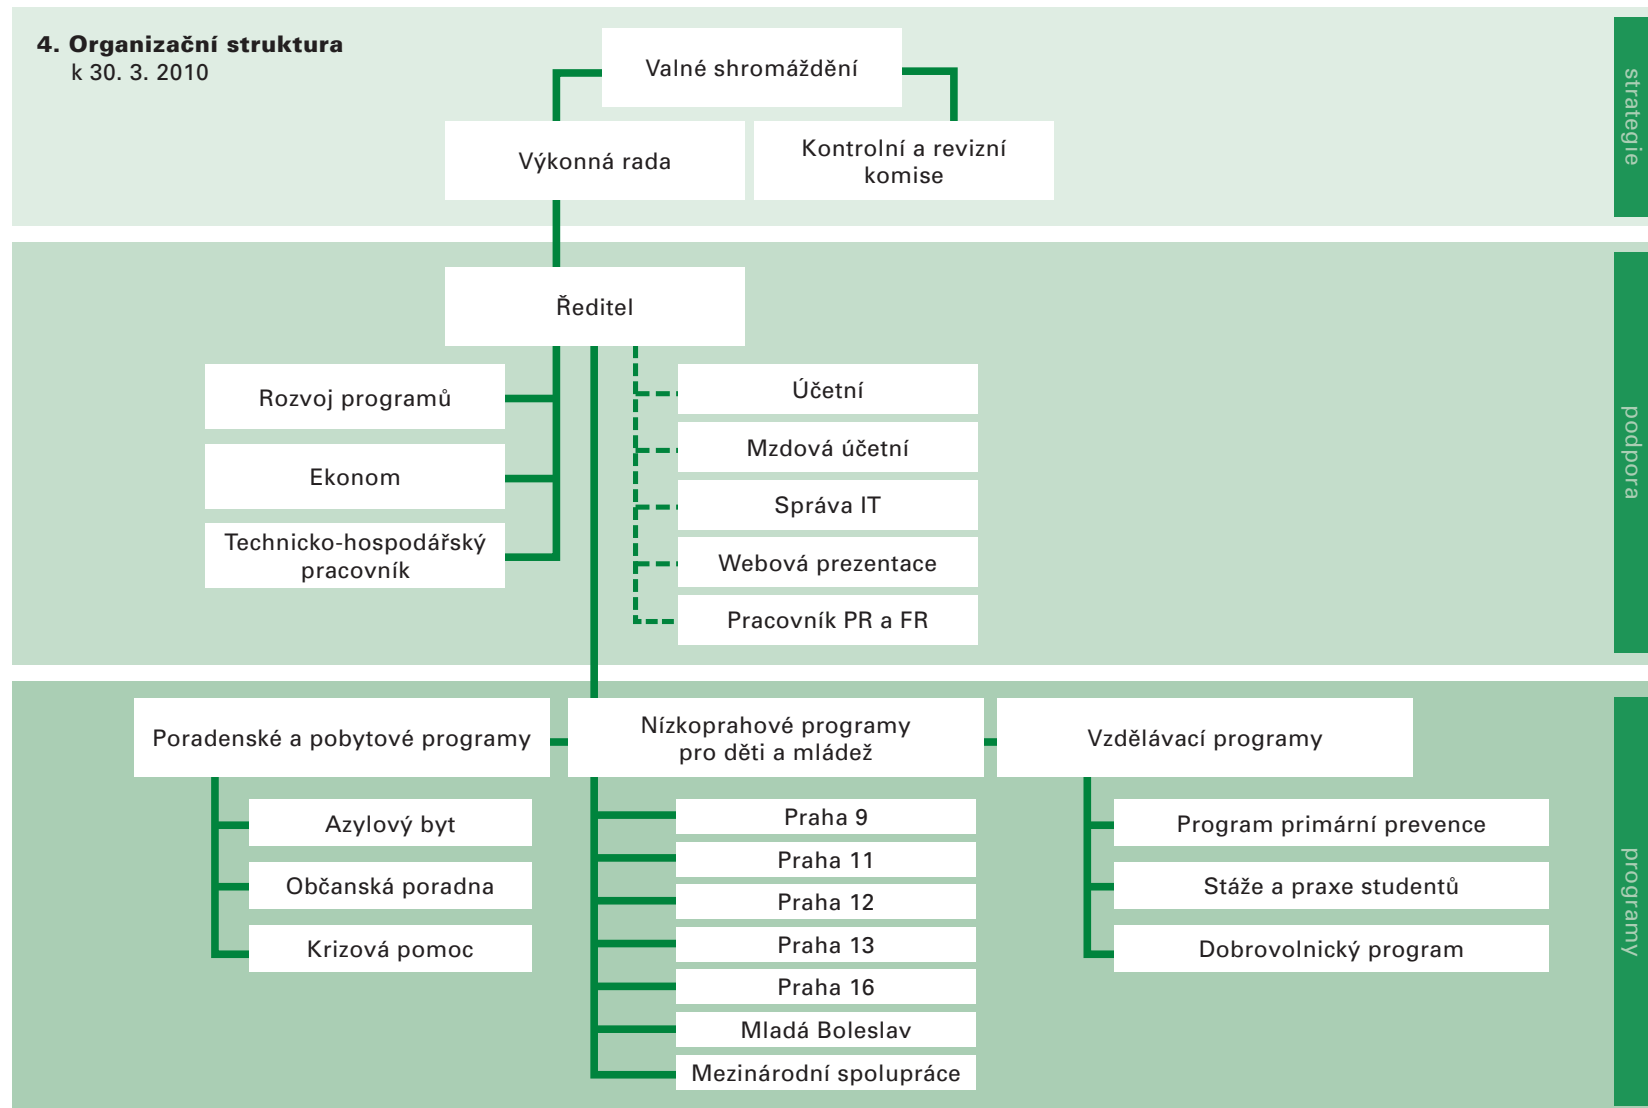 4. Organizační struktura
k 30. 3. 2010
Valné shromáždění
Výkonná rada
Kontrolní a revizní
komise
strategie
Ředitel
Rozvoj programů
Ekonom
Technicko-hospodářský
pracovník
Účetní
Mzdová účetní
Správa IT
Webová prezentace
Pracovník PR a FR
podpora
Poradenské a pobytové programy
Azylový byt
Občanská poradna
Krizová pomoc
Nízkoprahové programy
pro děti a mládež
Praha 9
Praha 11
Praha 12
Praha 13
Praha 16
Mladá Boleslav
Mezinárodní spolupráce
Vzdělávací programy
Program primární prevence
Stáže a praxe studentů
Dobrovolnický program
programy